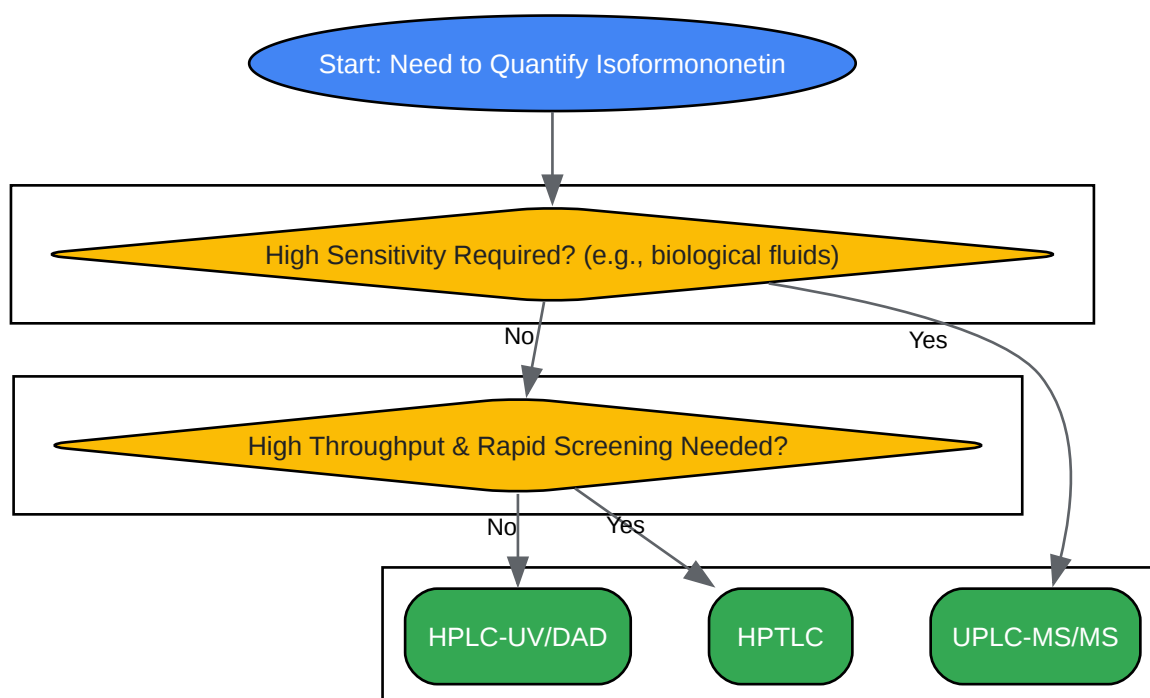 Start: Need to Quantify Isoformononetin
High Sensitivity Required? (e.g., biological fluids)
No
Yes
High Throughput & Rapid Screening Needed?
No
Yes
HPLC-UV/DAD
HPTLC
UPLC-MS/MS